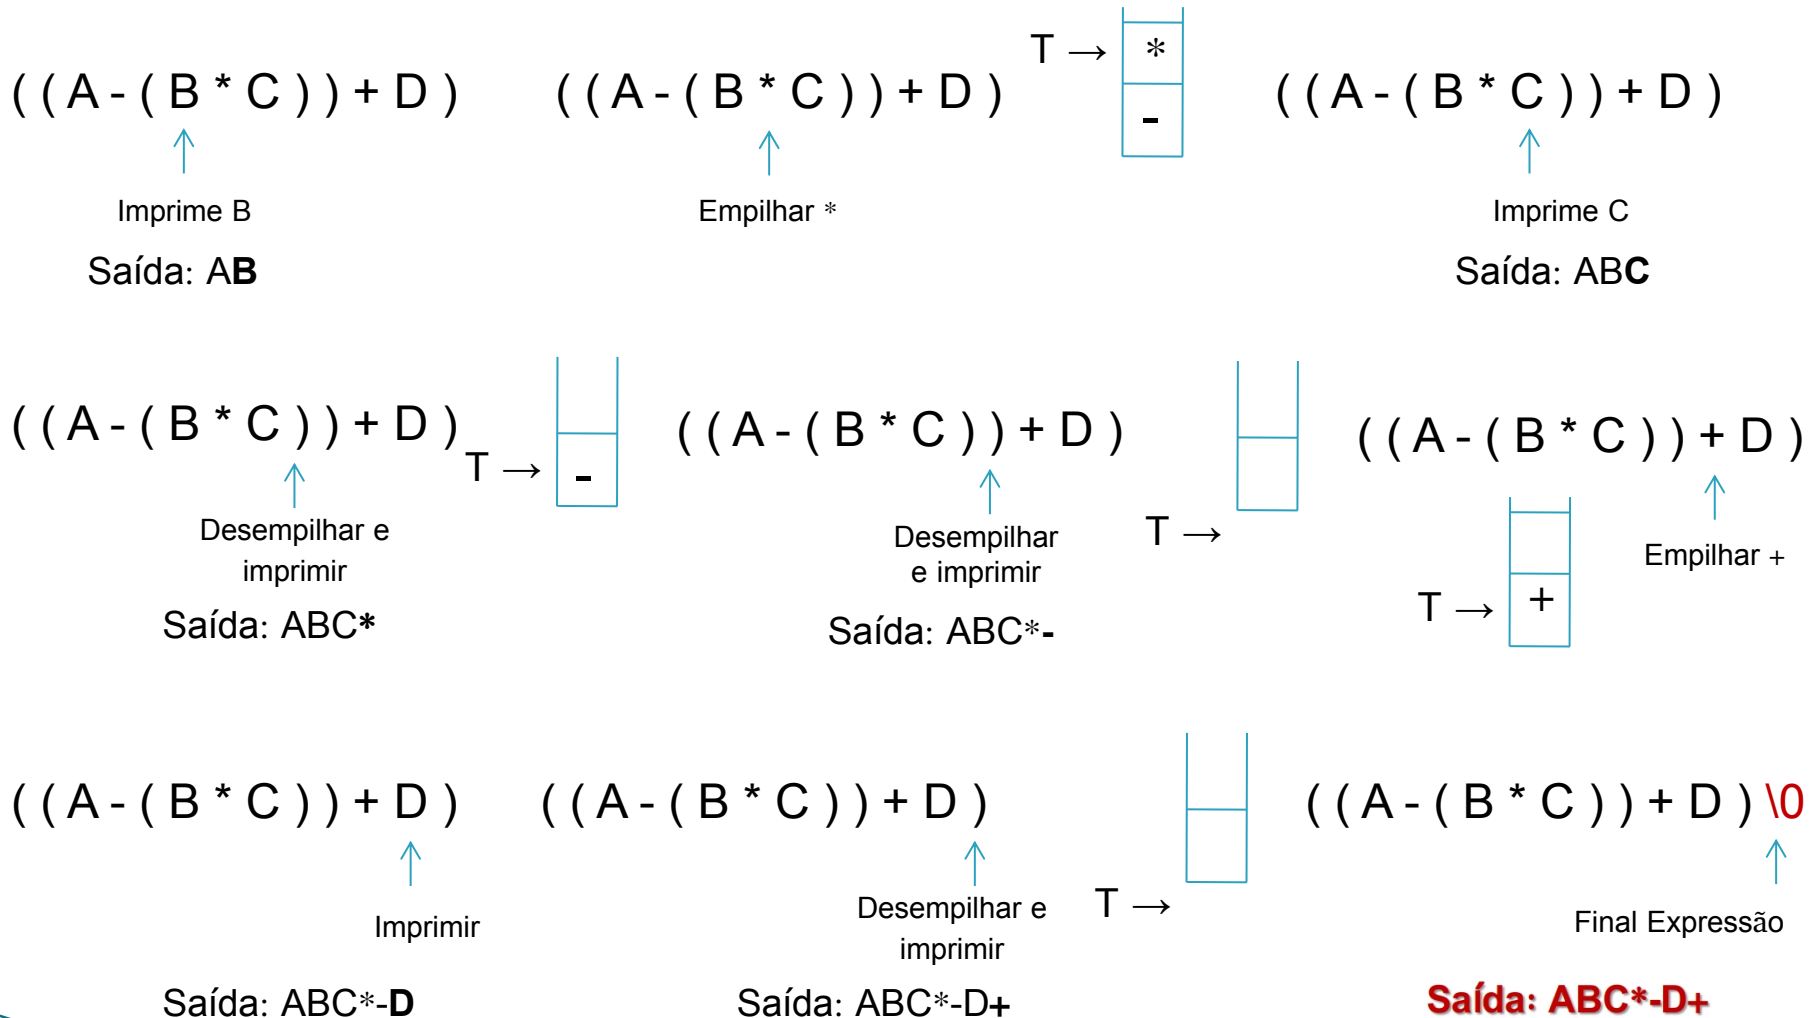 ( ( A - ( B * C ) ) + D )
Imprime B
Saída: AB
( ( A - ( B * C ) ) + D )
Empilhar *
T →
*
-
( ( A - ( B * C ) ) + D )
Imprime C
Saída: ABC
( ( A - ( B * C ) ) + D )
Desempilhar e
imprimir
Saída: ABC*
T →
-
( ( A - ( B * C ) ) + D )
Desempilhar
e imprimir
Saída: ABC*-
T →
( ( A - ( B * C ) ) + D )
Empilhar +
T →
+
( ( A - ( B * C ) ) + D )
Imprimir
Saída: ABC*-D
( ( A - ( B * C ) ) + D )
Desempilhar e
imprimir
Saída: ABC*-D+
T →
( ( A - ( B * C ) ) + D ) \0
Final Expressão
Saída: ABC*-D+